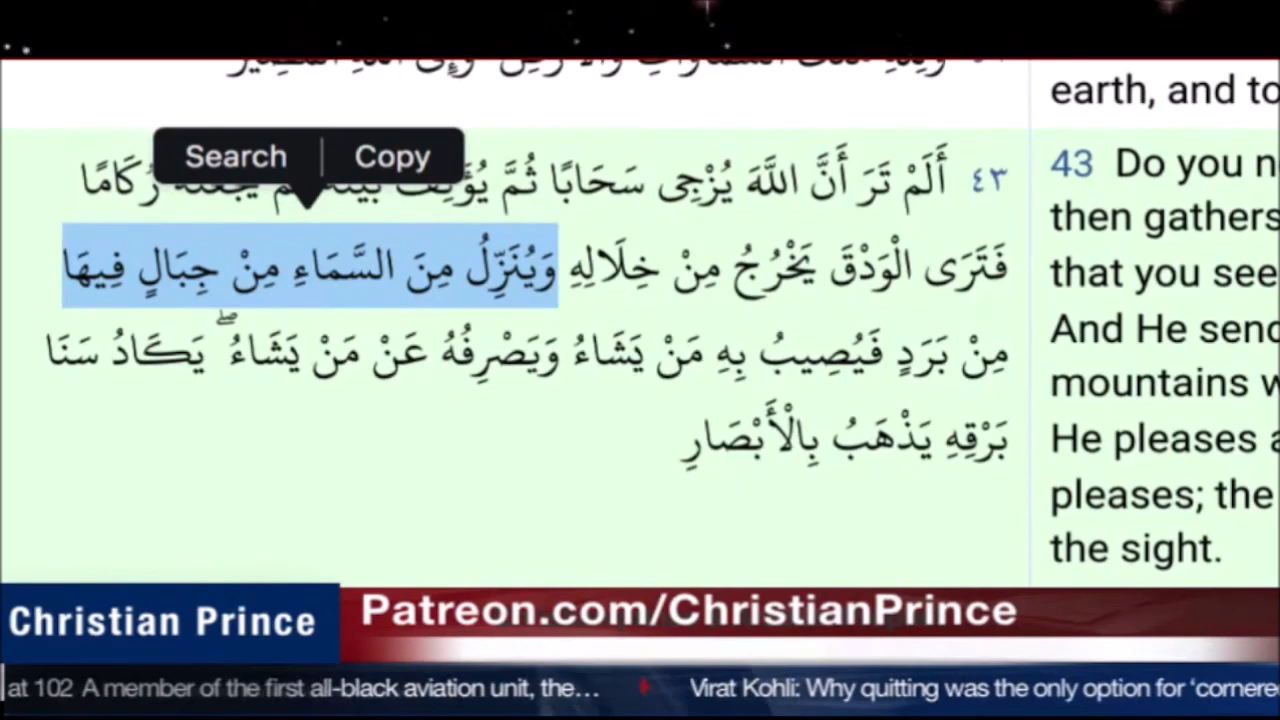 earth, and to
Search
Copy
٤٣ أَلَمْ تَرَ أَنَّ اللَّهَ يُزْجِى سَحَابًا ثُمَّ يُؤَلِّفُ بَيْنَهُ ثُمَّ يَجْعَلُهُ رُكَامًا
فَتَرَى الْوَدْقَ يَخْرُجُ مِنْ خِلَالِهِ وَيُنَزِّلُ مِنَ السَّمَاءِ مِنْ جِبَالٍ فِيهَا
مِنْ بَرَدٍ فَيُصِيبُ بِهِ مَنْ يَشَاءُ وَيَصْرِفُهُ عَنْ مَنْ يَشَاءُ ۖ يَكَادُ سَنَا
بَرْقِهِ يَذْهَبُ بِالْأَبْصَارِ
43 Do you n
then gathers
that you see
And He send
mountains w
He pleases a
pleases; the
the sight.
Christian Prince
Patreon.com/ChristianPrince
at 102 A member of the first all-black aviation unit, the... Virat Kohli: Why quitting was the only option for ‘cornere